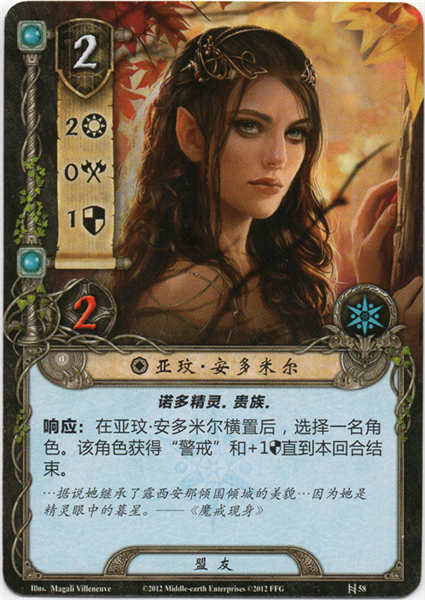 2
2
0
1
2
亚玟·安多米尔
诺多精灵. 贵族.
响应：在亚玟·安多米尔横置后，选择一名角
色。该角色获得“警戒”和+1直到本回合结
束。
…据说她继承了露西安那倾国倾城的美貌…因为她是
精灵眼中的暮星。——《魔戒现身》
盟友
Illus. Magali Villeneuve ©2012 Middle-earth Enterprises ©2012 FFG 58